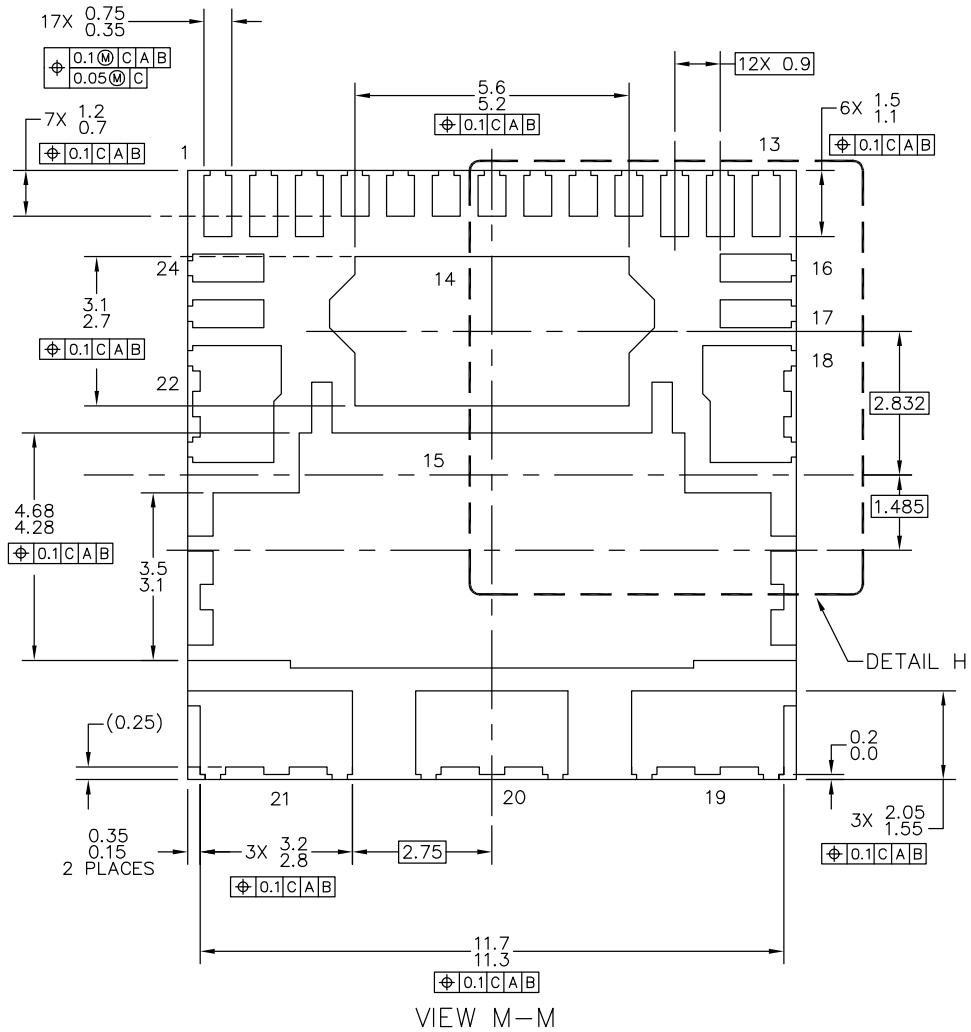 17X 0.75
0.35
⌖ 0.1Ⓜ C A B
0.05Ⓜ C
7X 1.2
0.7
⌖ 0.1 C A B
5.6
5.2
⌖ 0.1 C A B
12X 0.9
6X 1.5
1.1
⌖ 0.1 C A B
1
13
24
14
16
3.1
2.7
⌖ 0.1 C A B
17
22
18
2.832
15
1.485
4.68
4.28
⌖ 0.1 C A B
3.5
3.1
DETAIL H
(0.25)
0.2
0.0
21
20
19
0.35
0.15
2 PLACES
3X 3.2
2.8
⌖ 0.1 C A B
2.75
3X 2.05
1.55
⌖ 0.1 C A B
11.7
11.3
⌖ 0.1 C A B
VIEW M-M